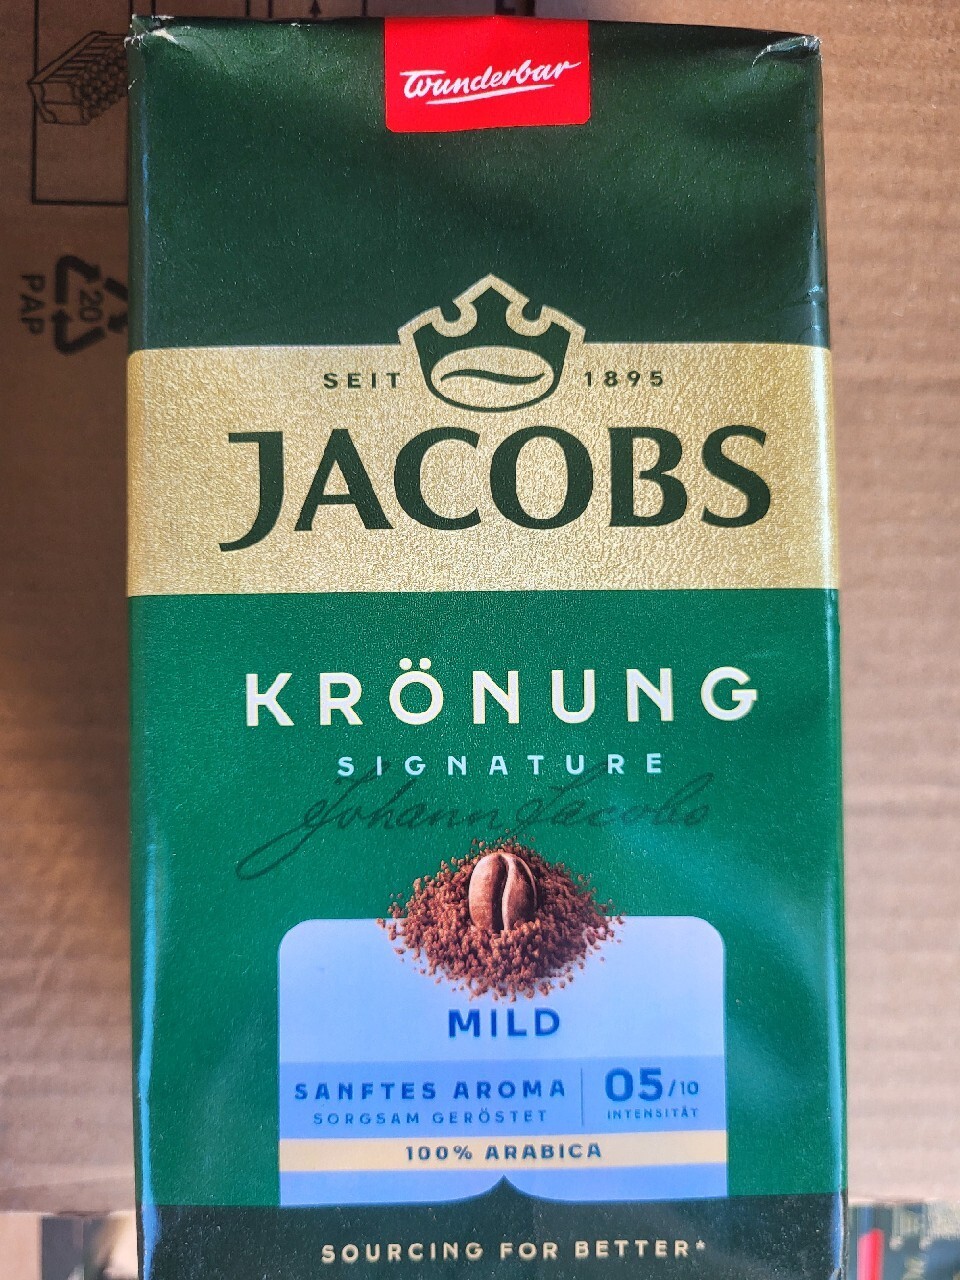 Wunderbar
SEIT 1895
JACOBS
KRÖNUNG
SIGNATURE
Johann Jacobs
MILD
SANFTES AROMA
SORGSAM GERÖSTET
05/10
INTENSITÄT
100% ARABICA
SOURCING FOR BETTER*
20
PAP